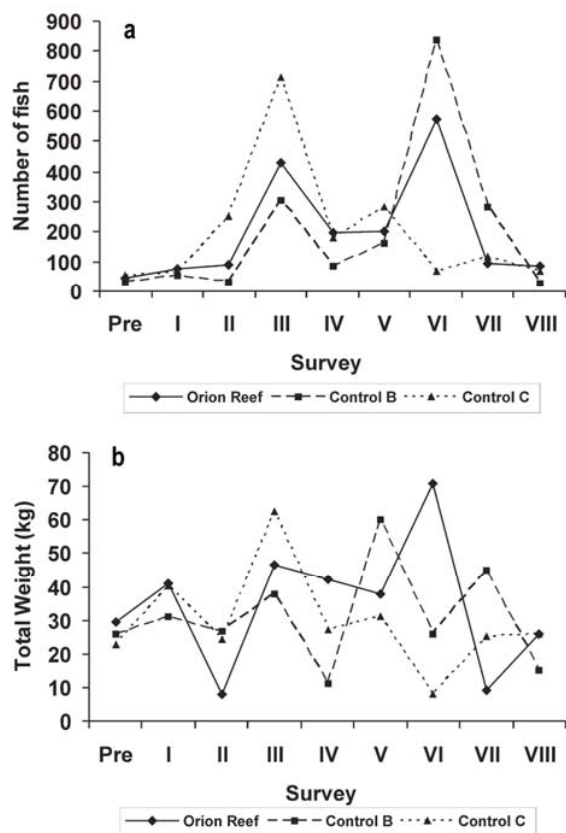 a
Number of fish
900
800
700
600
500
400
300
200
100
0
Pre I II III IV V VI VII VIII
Survey
Orion Reef Control B Control C
b
Total Weight (kg)
80
70
60
50
40
30
20
10
0
Pre I II III IV V VI VII VIII
Survey
Orion Reef Control B Control C